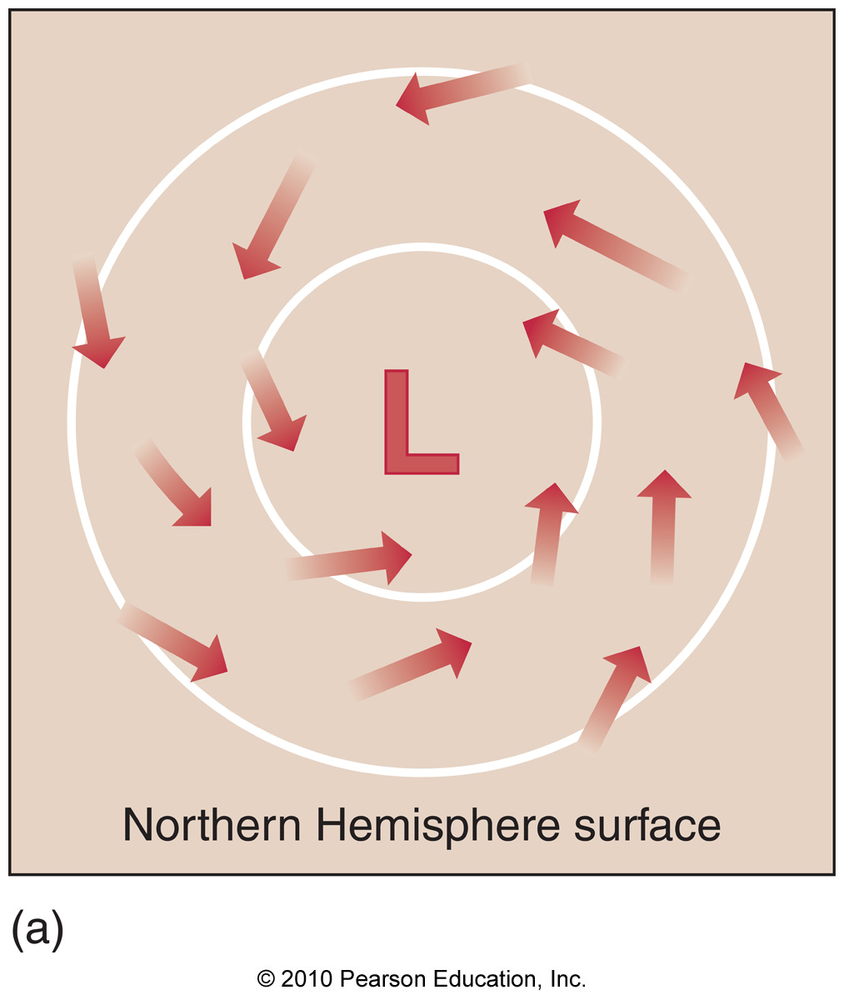 L
Northern Hemisphere surface
(a)
© 2010 Pearson Education, Inc.